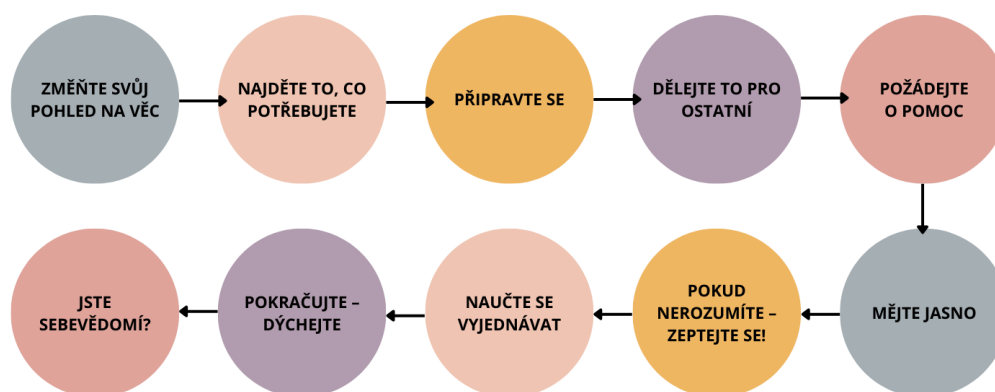 ZMĚŇTE SVŮJ
POHLED NA VĚC
NAJDĚTE TO, CO
POTŘEBUJETE
PŘIPRAVTE SE
DĚLEJTE TO PRO
OSTATNÍ
POŽÁDEJTE
O POMOC
MĚJTE JASNO
POKUD
NEROZUMÍTE –
ZEPTEJTE SE!
NAUČTE SE
VYJEDNÁVAT
POKRAČUJTE –
DÝCHEJTE
JSTE
SEBEVĚDOMÍ?